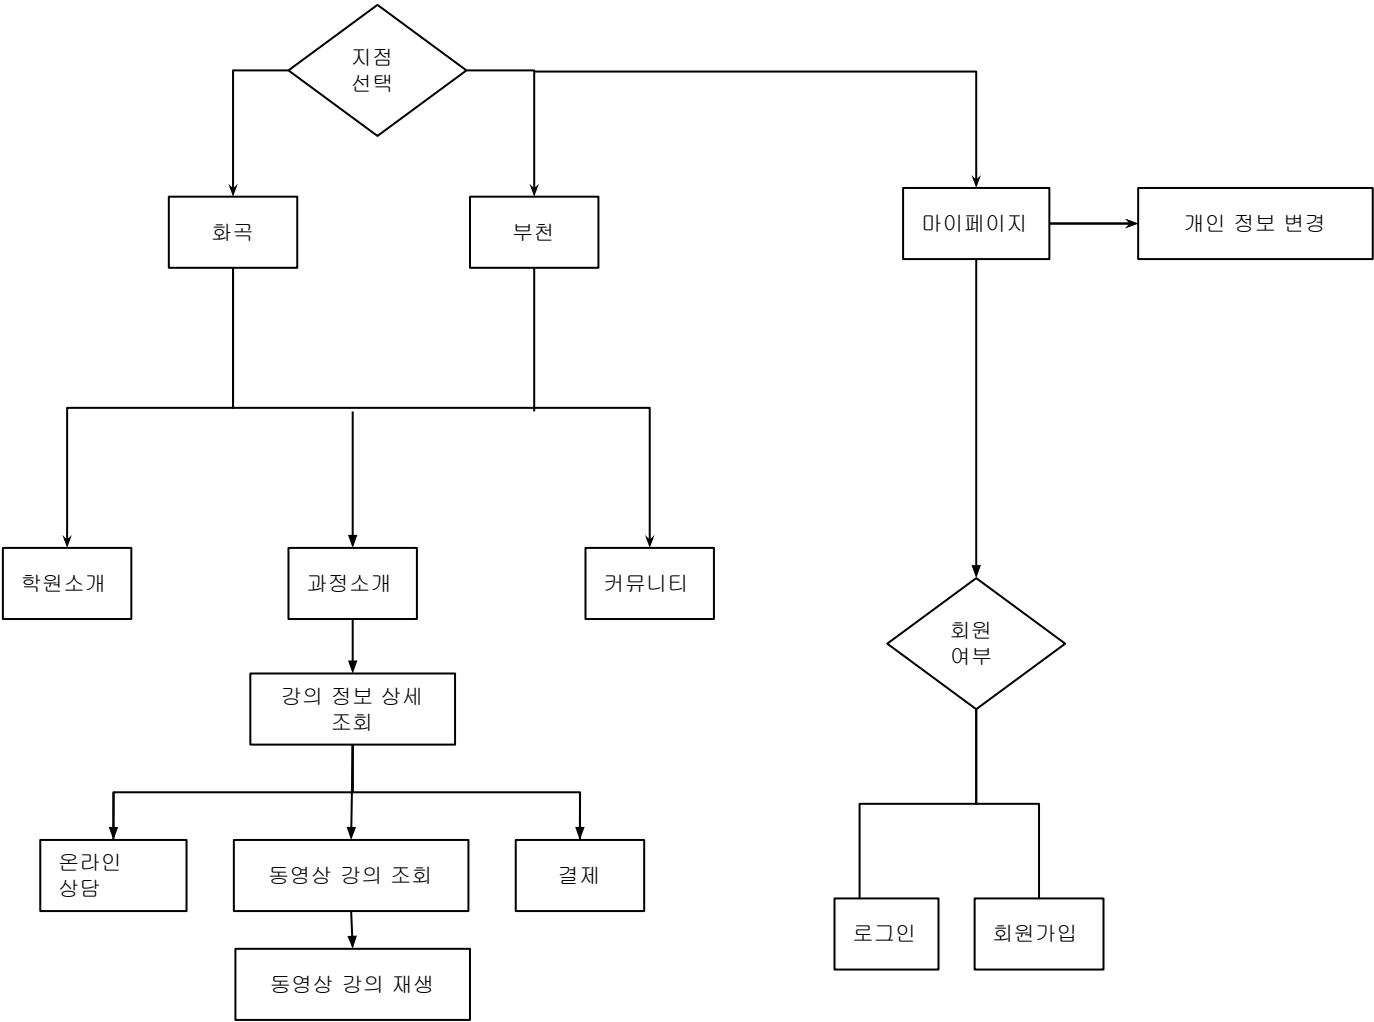 지점
선택
화곡
부천
마이페이지
개인 정보 변경
학원소개
과정소개
커뮤니티
회원
여부
강의 정보 상세
조회
온라인
상담
동영상 강의 조회
결제
로그인
회원가입
동영상 강의 재생